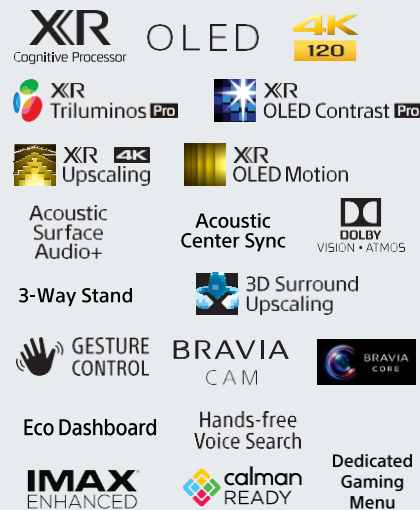 XR
Cognitive Processor
OLED
4K
120
XR
Triluminos Pro
XR
OLED Contrast Pro
XR 4K
Upscaling
XR
OLED Motion
Acoustic
Surface
Audio+
Acoustic
Center Sync
DOLBY
VISION • ATMOS
3-Way Stand
3D Surround
Upscaling
GESTURE
CONTROL
BRAVIA
CAM
BRAVIA
CORE
Eco Dashboard
Hands-free
Voice Search
IMAX
ENHANCED
calman
READY
Dedicated
Gaming
Menu